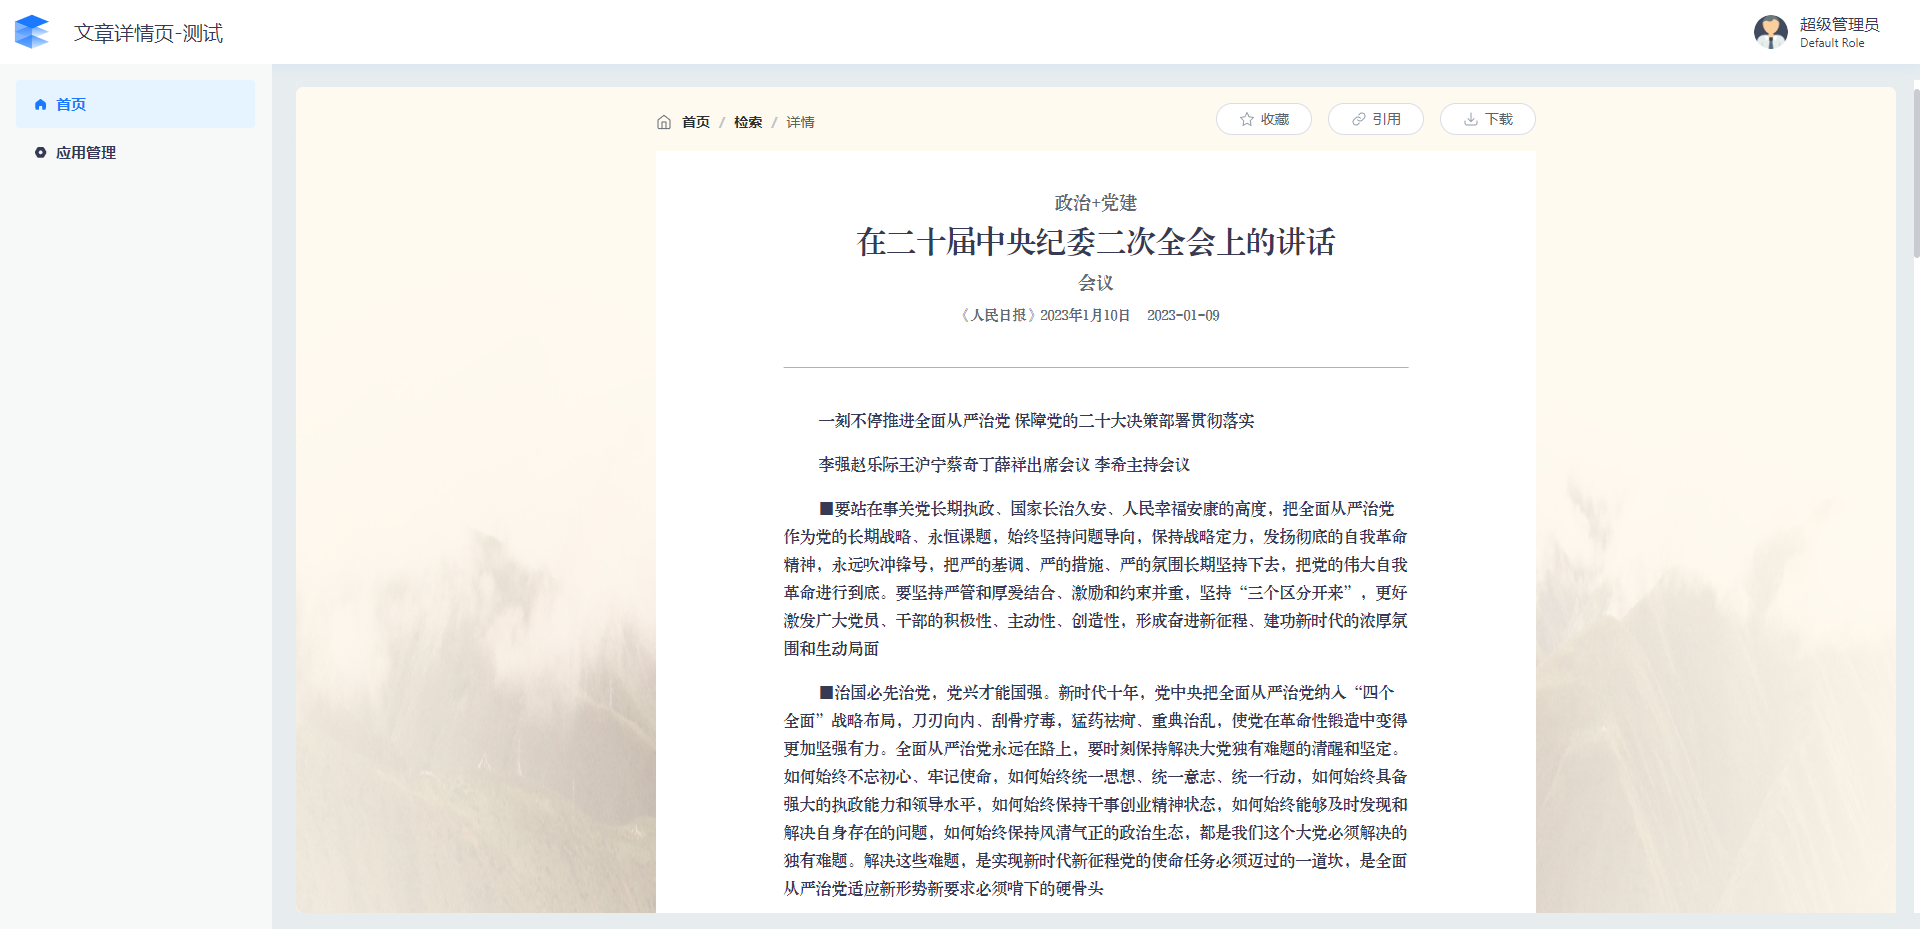 文章详情页-测试
超级管理员
Default Role
首页
应用管理
首页 / 检索 / 详情
收藏
引用
下载
政治+党建
在二十届中央纪委二次全会上的讲话
会议
《人民日报》2023年1月10日 2023-01-09
一刻不停推进全面从严治党 保障党的二十大决策部署贯彻落实
李强赵乐际王沪宁蔡奇丁薛祥出席会议 李希主持会议
■要站在事关党长期执政、国家长治久安、人民幸福安康的高度，把全面从严治党
作为党的长期战略、永恒课题，始终坚持问题导向，保持战略定力，发扬彻底的自我革命
精神，永远吹冲锋号，把严的基调、严的措施、严的氛围长期坚持下去，把党的伟大自我
革命进行到底。要坚持严管和厚爱结合、激励和约束并重，坚持“三个区分开来”，更好
激发广大党员、干部的积极性、主动性、创造性，形成奋进新征程、建功新时代的浓厚氛
围和生动局面
■治国必先治党，党兴才能国强。新时代十年，党中央把全面从严治党纳入“四个
全面”战略布局，刀刃向内、刮骨疗毒，猛药祛疴、重典治乱，使党在革命性锻造中变得
更加坚强有力。全面从严治党永远在路上，要时刻保持解决大党独有难题的清醒和坚定。
如何始终不忘初心、牢记使命，如何始终统一思想、统一意志、统一行动，如何始终具备
强大的执政能力和领导水平，如何始终保持干事创业精神状态，如何始终能够及时发现和
解决自身存在的问题，如何始终保持风清气正的政治生态，都是我们这个大党必须解决的
独有难题。解决这些难题，是实现新时代新征程党的使命任务必须迈过的一道坎，是全面
从严治党适应新形势新要求必须啃下的硬骨头